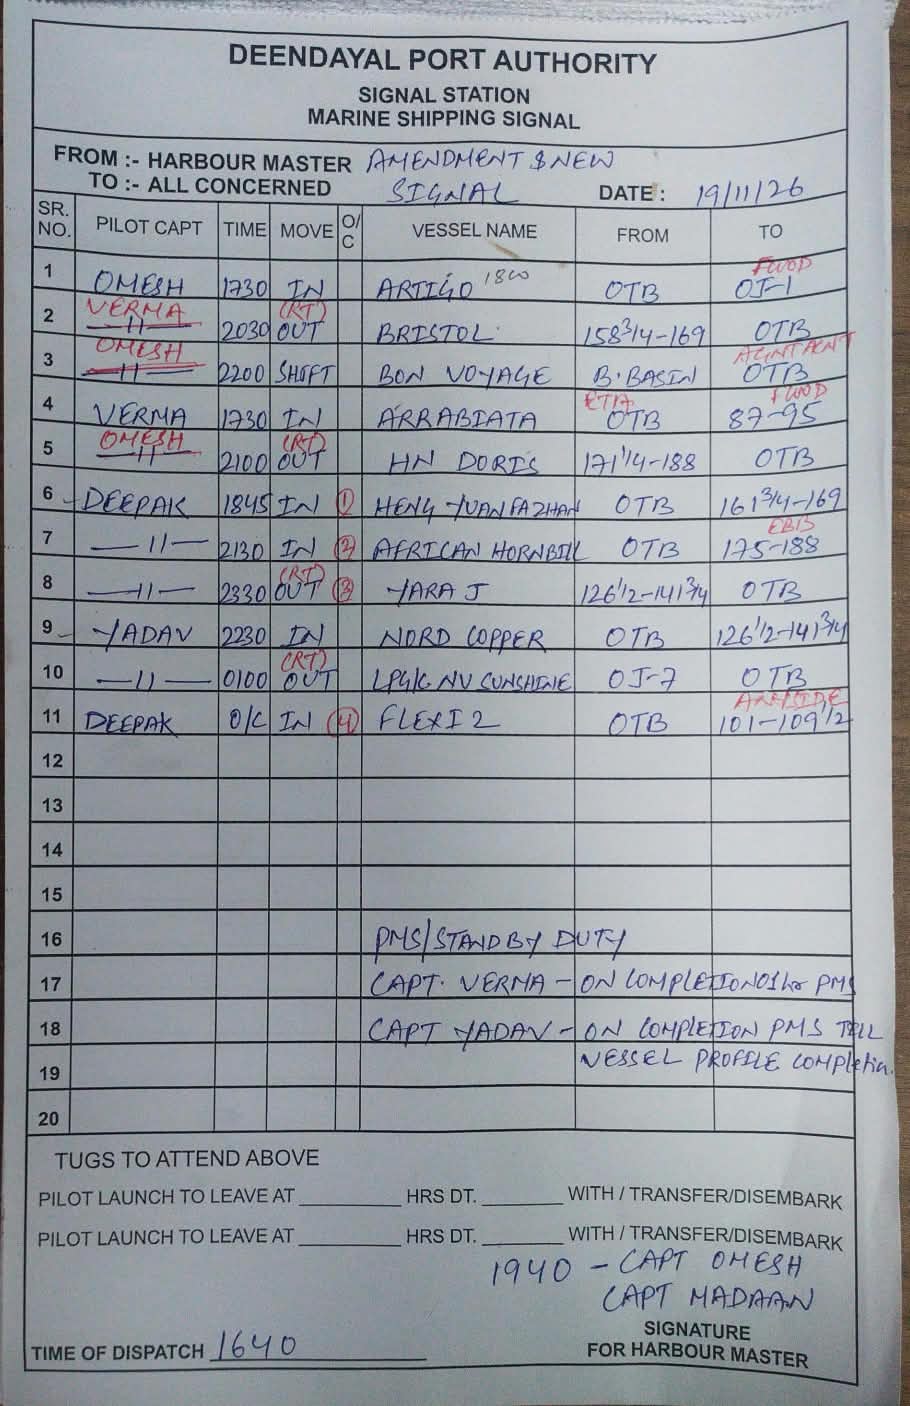 DEENDAYAL PORT AUTHORITY
SIGNAL STATION
MARINE SHIPPING SIGNAL
FROM :- HARBOUR MASTER AMENDMENT & NEW
TO :- ALL CONCERNED SIGNAL DATE : 19/11/26
SR. NO. PILOT CAPT TIME MOVE O/C VESSEL NAME FROM TO
FWOD
1 OMESH 1730 IN ARTIGO 1800 OTB OJ-1
VERMA (RT)
2 —11— 2030 OUT BRISTOL 158 3/4-169 OTB
OMESH
3 —11— 2200 SHIFT BON VOYAGE B.BASIN OTB
ETA FWOD
4 VERMA 1730 IN ARRABIATA OTB 87-95
OMESH (RT)
5 —11— 2100 OUT HN DORIS 171 1/4-188 OTB
6 DEEPAK 1845 IN (1) HENG YUAN FA ZHAN OTB 161 3/4-169
EBIS
7 —11— 2130 IN (2) AFRICAN HORNBILL OTB 175-188
(RT)
8 —11— 2330 OUT (3) YARA J 126 1/2-141 3/4 OTB
9 YADAV 2230 IN NORD COPPER OTB 126 1/2-141 3/4
(RT)
10 —11— 0100 OUT LPG/C NV SUNSHINE OJ-7 OTB
11 DEEPAK O/C IN (4) FLEXI 2 OTB 101-109 1/2
12
13
14
15
16 PMS/STANDBY DUTY
17 CAPT. VERMA - ON COMPLETION 01 hr PMS
18 CAPT YADAV - ON COMPLETION PMS TILL
19 VESSEL PROFILE COMPLETION
20
TUGS TO ATTEND ABOVE
PILOT LAUNCH TO LEAVE AT HRS DT. WITH / TRANSFER/DISEMBARK
PILOT LAUNCH TO LEAVE AT HRS DT. WITH / TRANSFER/DISEMBARK
1940 - CAPT OMESH
CAPT MADAAN
SIGNATURE
TIME OF DISPATCH 1640 FOR HARBOUR MASTER